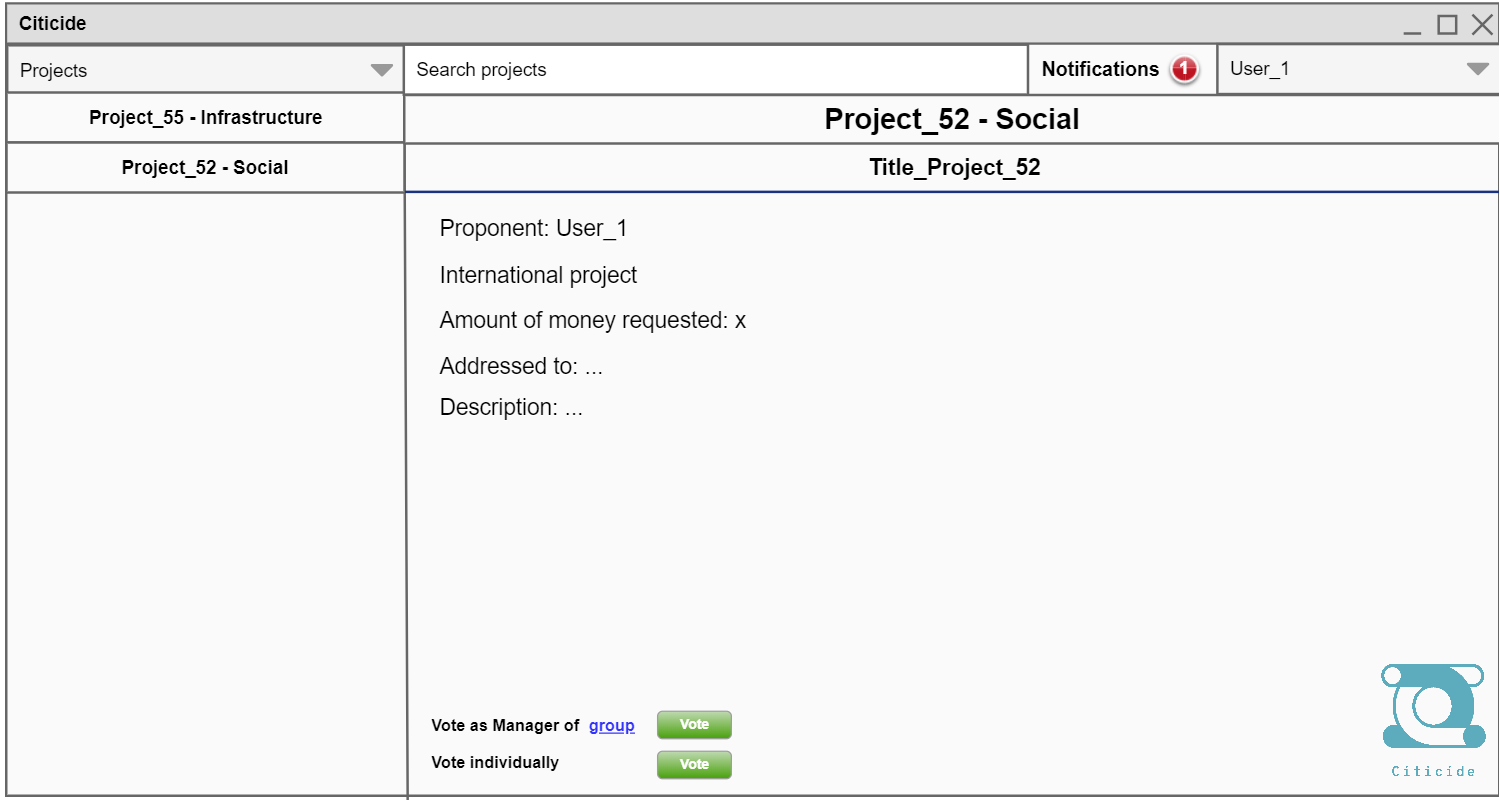 Citicide
Projects
Search projects
Notifications 1
User_1
Project_55 - Infrastructure
Project_52 - Social
Project_52 - Social
Title_Project_52
Proponent: User_1
International project
Amount of money requested: x
Addressed to: ...
Description: ...
Vote as Manager of group Vote
Vote individually Vote
Citicide